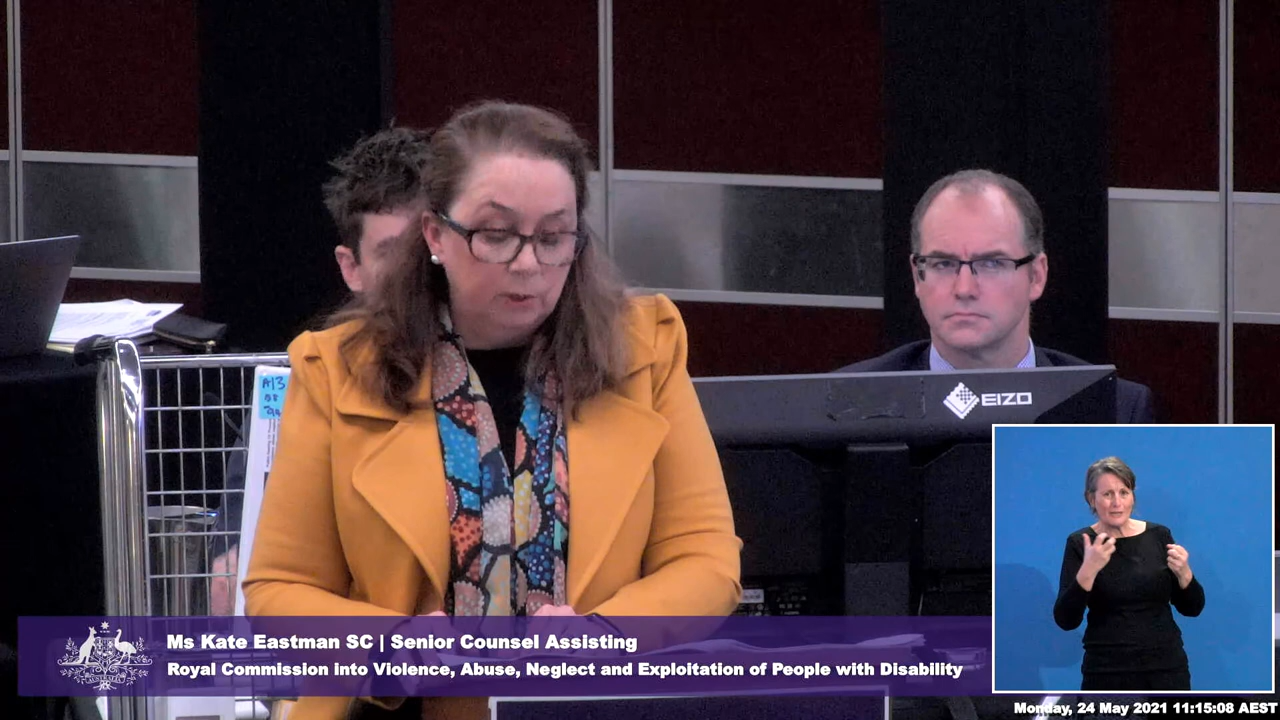 A13
EIZO
Ms Kate Eastman SC | Senior Counsel Assisting
Royal Commission into Violence, Abuse, Neglect and Exploitation of People with Disability
Monday, 24 May 2021 11:15:08 AEST